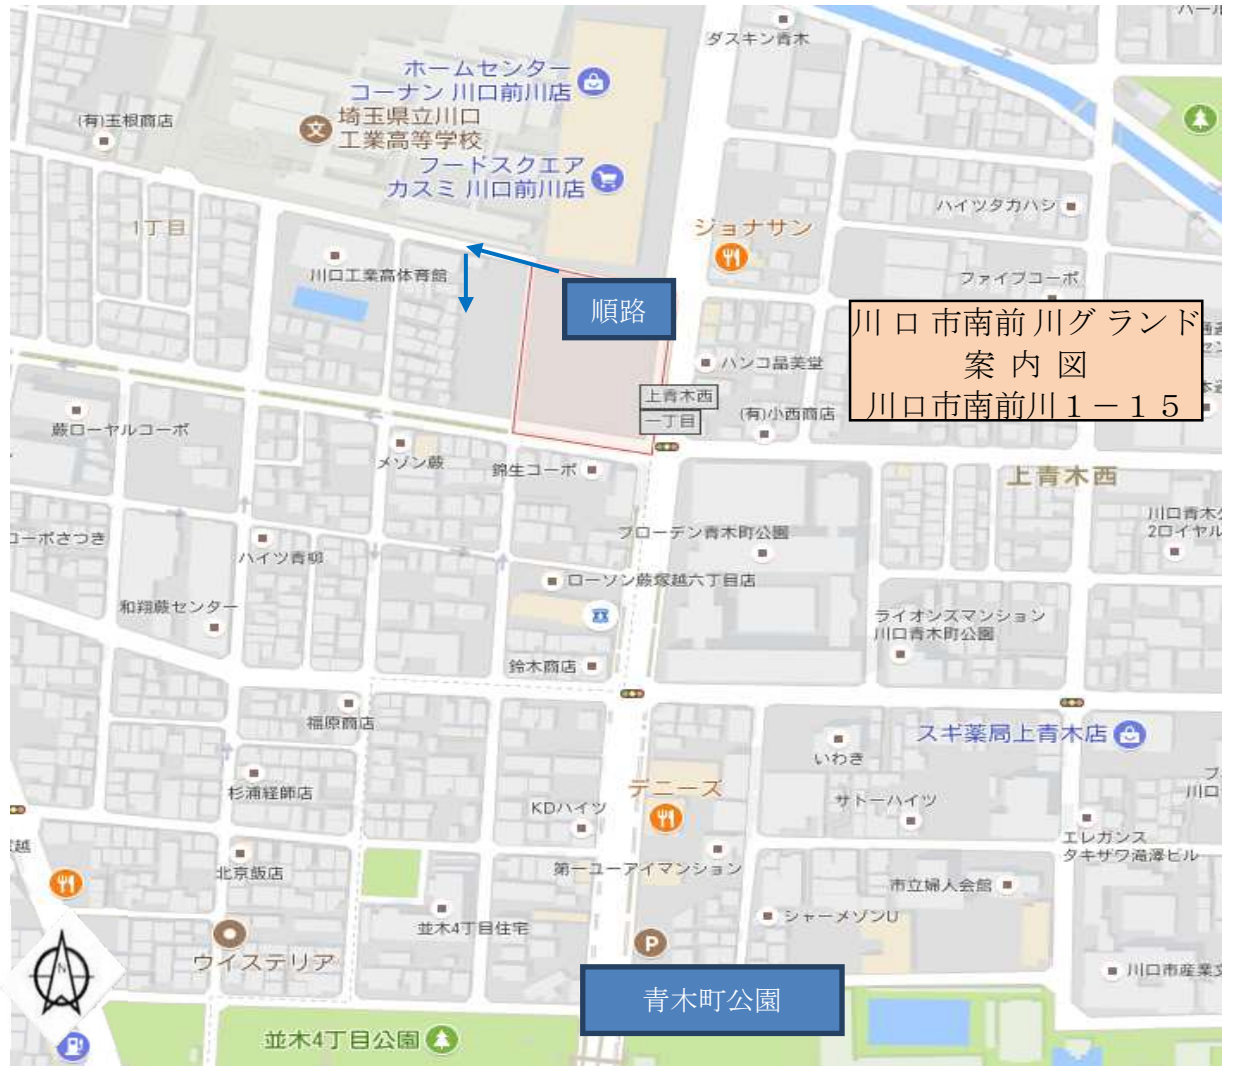 ダスキン青木
ホームセンター
コーナン 川口前川店
(有)玉根商店
埼玉県立川口
工業高等学校
フードスクエア
カスミ 川口前川店
ハイツタカハシ
1丁目
ジョナサン
川口工業高体育館
ファイブコーポ
順路
川口市南前川グランド
案内図
川口市南前川１－１５
ハンコ晶美堂
上青木西
一丁目
(有)小西商店
蕨ローヤルコーポ
メゾン蕨
錦生コーポ
上青木西
川口青木
2ロイヤル
コーポさつき
ハイツ青柳
ブローデン青木町公園
ローソン蕨塚越六丁目店
和翔蕨センター
ライオンズマンション
川口青木町公園
鈴木商店
福原商店
スギ薬局上青木店
いわき
デニーズ
杉浦経師店
KDハイツ
サトーハイツ
川口
エレガンス
タキザワ滝澤ビル
北京飯店
第一ユーアイマンション
市立婦人会館
並木4丁目住宅
シャーメゾンU
P
ウイステリア
N
川口市産業文
青木町公園
並木4丁目公園